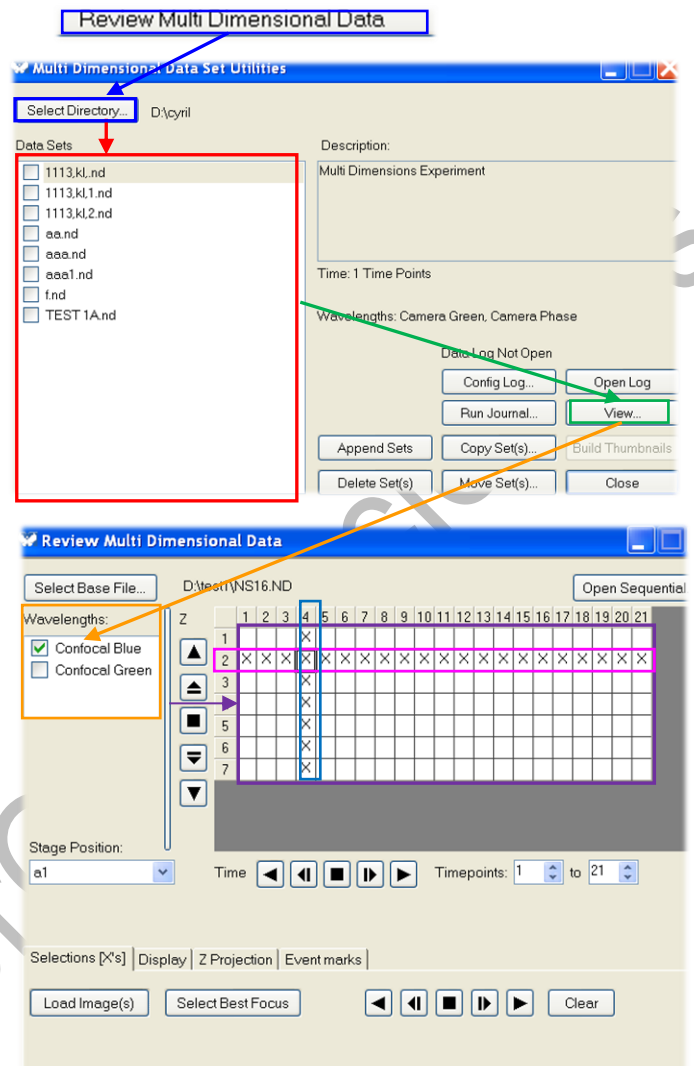 Review Multi Dimensional Data
Multi Dimensional Data Set Utilities
Select Directory... D:\cyril
Data Sets
1113,kl,.nd
1113,kl,1.nd
1113,kl,2.nd
aa.nd
aaa.nd
aaa1.nd
f.nd
TEST 1A.nd
Description:
Multi Dimensions Experiment
Time: 1 Time Points
Wavelengths: Camera Green, Camera Phase
Data Log Not Open
Config Log... Open Log
Run Journal... View...
Append Sets Copy Set(s)... Build Thumbnails
Delete Set(s) Move Set(s)... Close
Review Multi Dimensional Data
Select Base File... D:\test1\NS16.ND Open Sequential
Wavelengths:
Confocal Blue
Confocal Green
Z 1 2 3 4 5 6 7 8 9 10 11 12 13 14 15 16 17 18 19 20 21
1 X
2 X X X X X X X X X X X X X X X X X X X X X
3 X
X
5 X
6 X
7 X
Stage Position:
a1
Time Timepoints: 1 to 21
Selections [X's] Display Z Projection Event marks
Load Image(s) Select Best Focus Clear